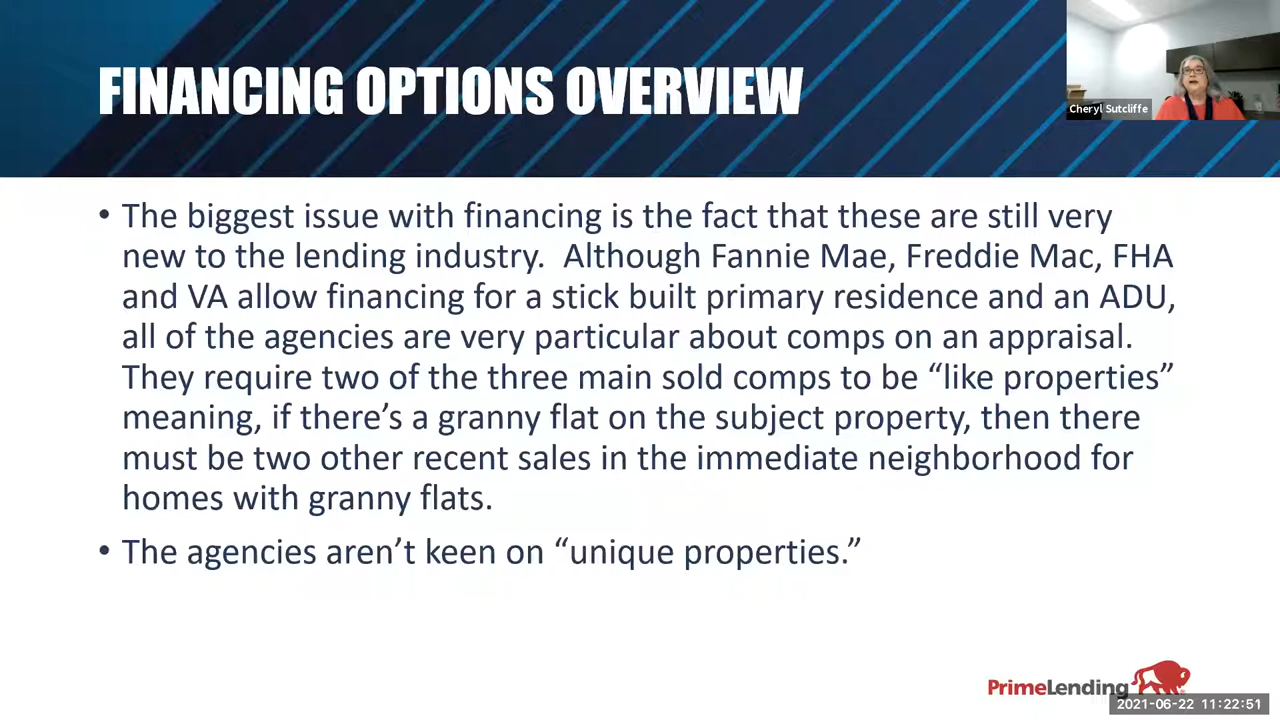 FINANCING OPTIONS OVERVIEW
Cheryl Sutcliffe
• The biggest issue with financing is the fact that these are still very
new to the lending industry.  Although Fannie Mae, Freddie Mac, FHA
and VA allow financing for a stick built primary residence and an ADU,
all of the agencies are very particular about comps on an appraisal.
They require two of the three main sold comps to be “like properties”
meaning, if there’s a granny flat on the subject property, then there
must be two other recent sales in the immediate neighborhood for
homes with granny flats.
• The agencies aren’t keen on “unique properties.”
PrimeLending
2021-06-22 11:22:51